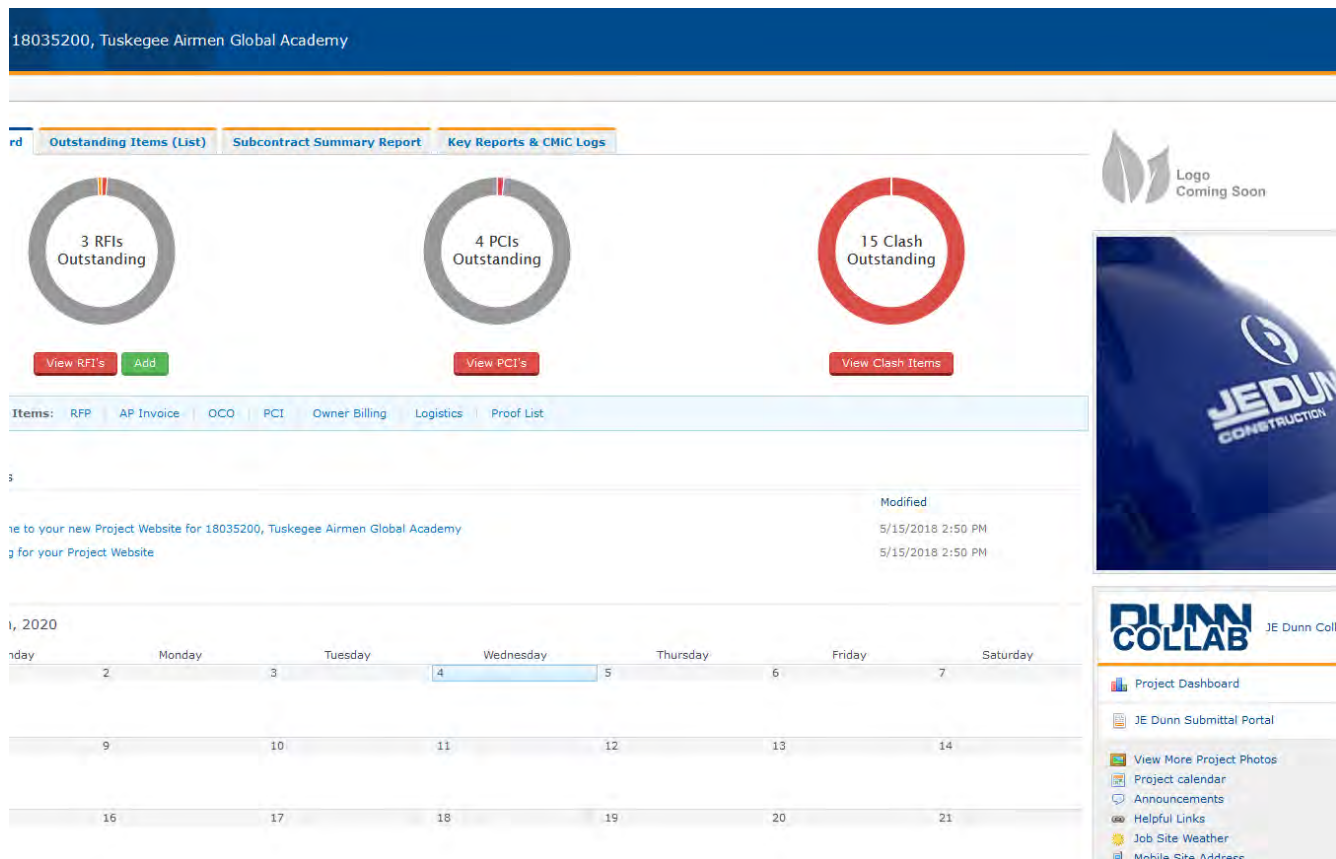 18035200, Tuskegee Airmen Global Academy
rd Outstanding Items (List) Subcontract Summary Report Key Reports & CMiC Logs
Logo
Coming Soon
3 RFIs
Outstanding
4 PCIs
Outstanding
15 Clash
Outstanding
View RFI's Add View PCI's View Clash Items
JEDUNN
CONSTRUCTION
Items: RFP AP Invoice OCO PCI Owner Billing Logistics Proof List
s
Modified
ne to your new Project Website for 18035200, Tuskegee Airmen Global Academy 5/15/2018 2:50 PM
g for your Project Website 5/15/2018 2:50 PM
, 2020
nday Monday Tuesday Wednesday Thursday Friday Saturday
2 3 4 5 6 7
9 10 11 12 13 14
16 17 18 19 20 21
DUNN
COLLAB
JE Dunn Coll
Project Dashboard
JE Dunn Submittal Portal
View More Project Photos
Project calendar
Announcements
Helpful Links
Job Site Weather
Mobile Site Address